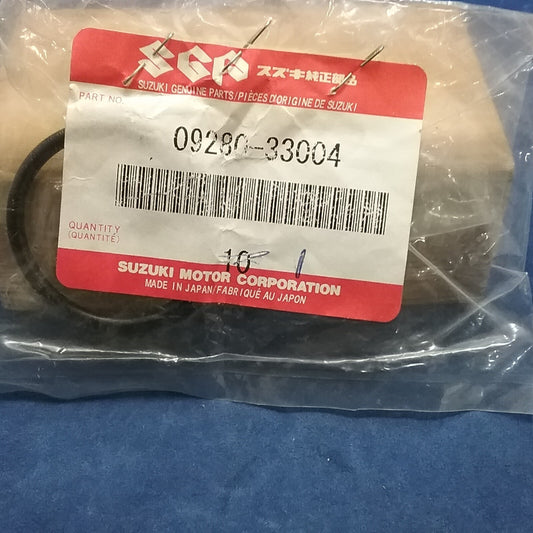 SGP スズキ純正部品
SUZUKI GENUINE PARTS/PIÈCES D'ORIGINE DE SUZUKI
PART NO.
09280-33004
QUANTITY
(QUANTITÉ)
10 1
SUZUKI MOTOR CORPORATION
MADE IN JAPAN/FABRIQUÉ AU JAPON